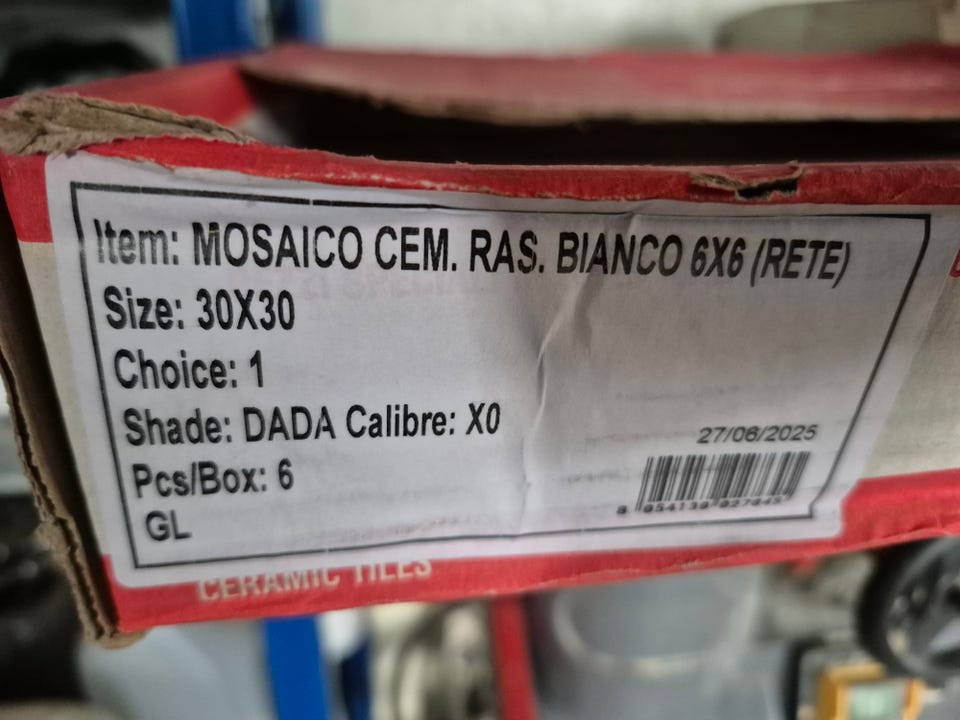 Item: MOSAICO CEM. RAS. BIANCO 6X6 (RETE)
Size: 30X30
Choice: 1
Shade: DADA Calibre: X0
27/06/2025
Pcs/Box: 6
GL
CERAMIC TILES